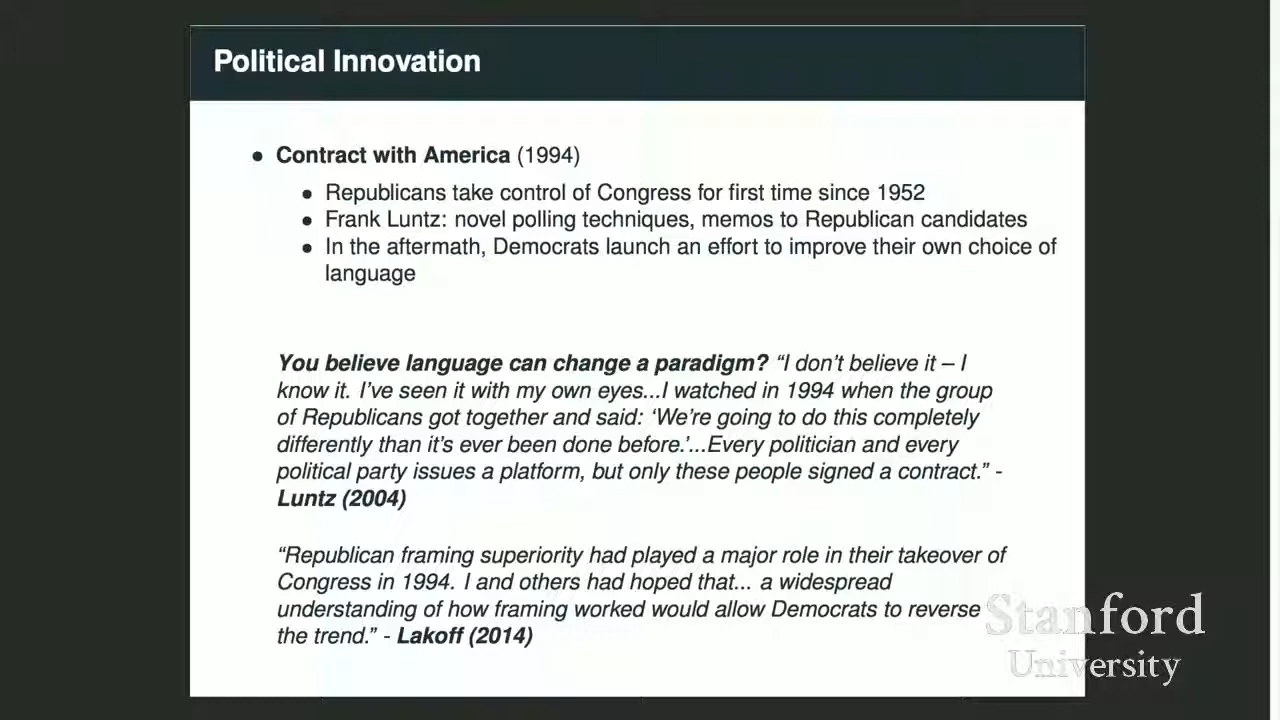 Political Innovation
• Contract with America (1994)
• Republicans take control of Congress for first time since 1952
• Frank Luntz: novel polling techniques, memos to Republican candidates
• In the aftermath, Democrats launch an effort to improve their own choice of
language
You believe language can change a paradigm? “I don’t believe it – I
know it. I’ve seen it with my own eyes...I watched in 1994 when the group
of Republicans got together and said: ‘We’re going to do this completely
differently than it’s ever been done before.’...Every politician and every
political party issues a platform, but only these people signed a contract.” -
Luntz (2004)
“Republican framing superiority had played a major role in their takeover of
Congress in 1994. I and others had hoped that... a widespread
understanding of how framing worked would allow Democrats to reverse
the trend.” - Lakoff (2014)
Stanford
University